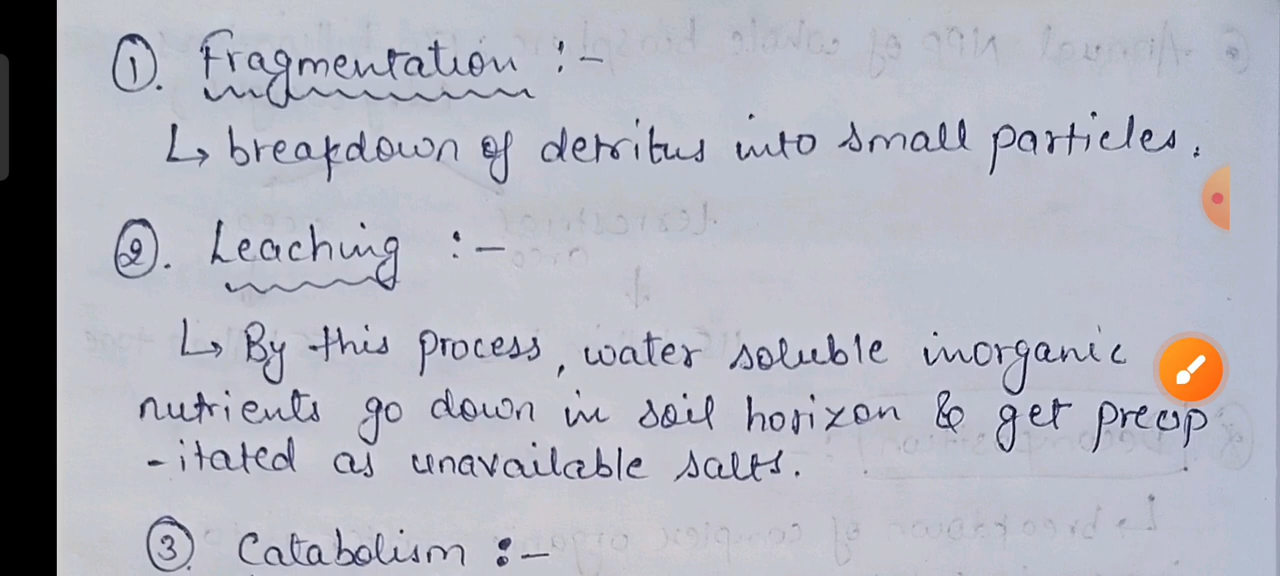 ① . Fragmentation :-
↳ breakdown of detritus into small particles.
② . Leaching :-
↳ By this process, water soluble inorganic
nutrients go down in soil horizon & get precip
-itated as unavailable salts.
③ Catabolism :-